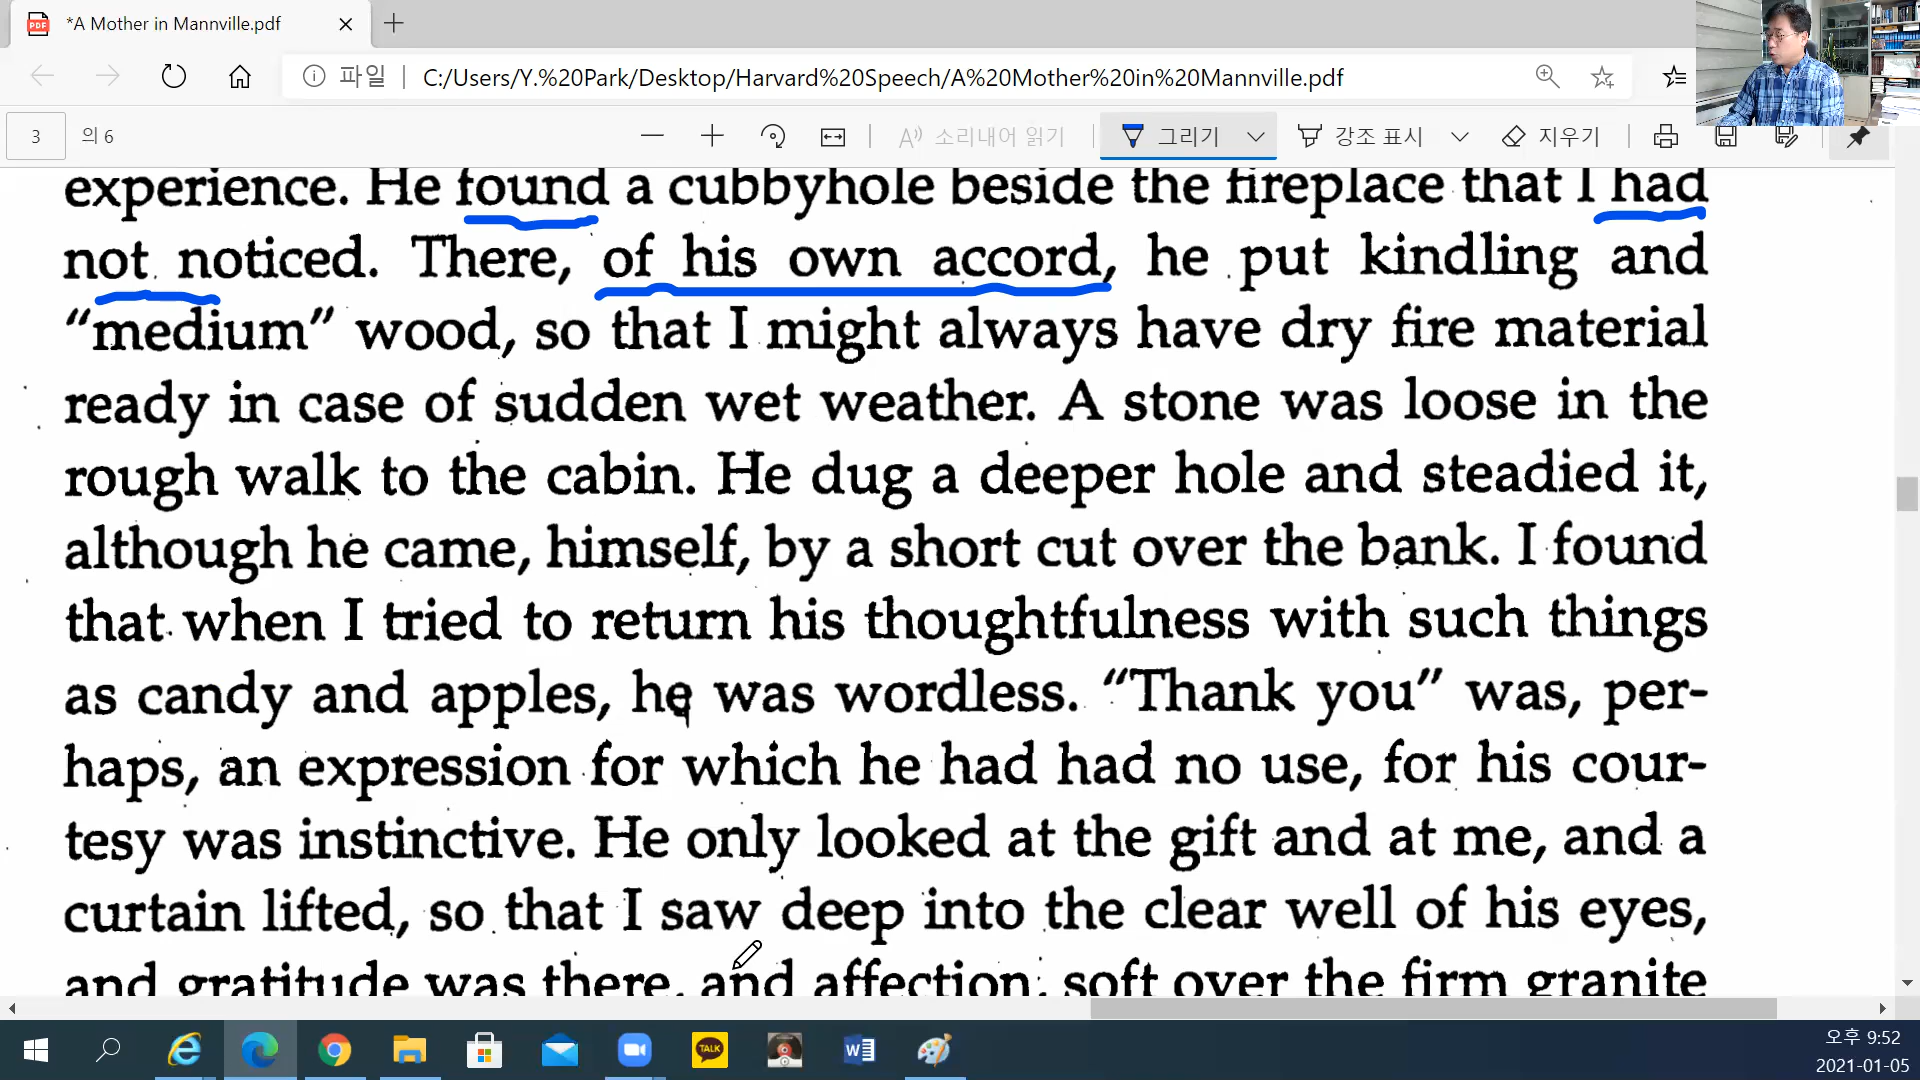 *A Mother in Mannville.pdf
파일 C:/Users/Y.%20Park/Desktop/Harvard%20Speech/A%20Mother%20in%20Mannville.pdf
3 의 6 소리내어 읽기 그리기 강조 표시 지우기
experience. He found a cubbyhole beside the fireplace that I had
not noticed. There, of his own accord, he put kindling and
“medium” wood, so that I might always have dry fire material
ready in case of sudden wet weather. A stone was loose in the
rough walk to the cabin. He dug a deeper hole and steadied it,
although he came, himself, by a short cut over the bank. I found
that when I tried to return his thoughtfulness with such things
as candy and apples, he was wordless. “Thank you” was, per-
haps, an expression for which he had had no use, for his cour-
tesy was instinctive. He only looked at the gift and at me, and a
curtain lifted, so that I saw deep into the clear well of his eyes,
and gratitude was there, and affection, soft over the firm granite
TALK
오후 9:52
2021-01-05